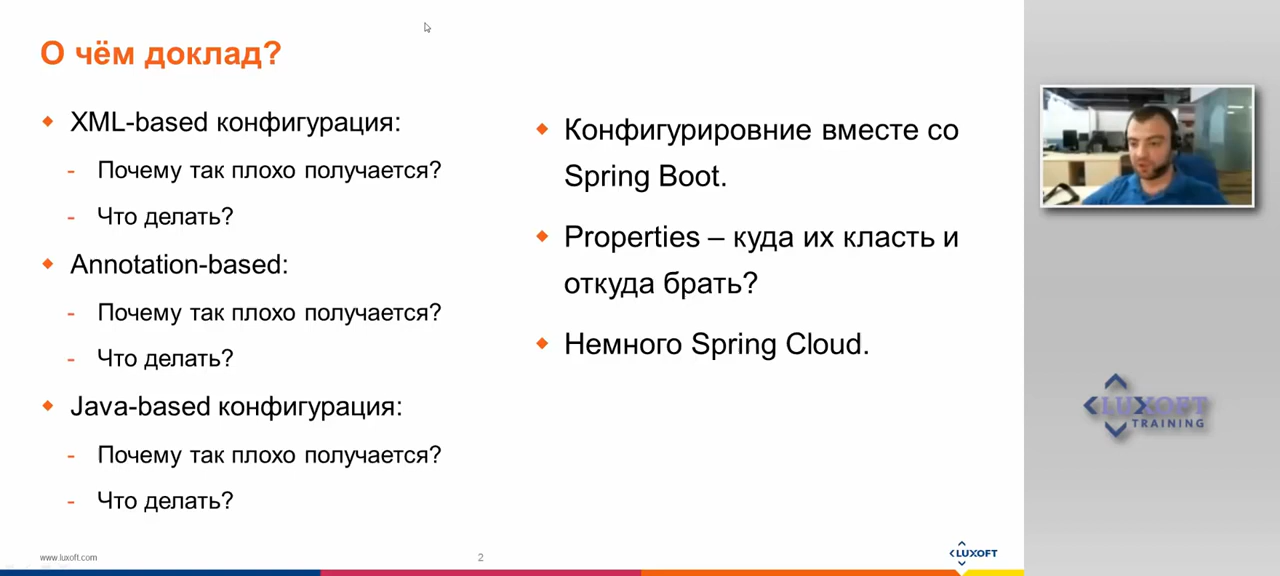 О чём доклад?
XML-based конфигурация:
- Почему так плохо получается?
- Что делать?
Annotation-based:
- Почему так плохо получается?
- Что делать?
Java-based конфигурация:
- Почему так плохо получается?
- Что делать?
Конфигурировние вместе со
Spring Boot.
Properties – куда их класть и
откуда брать?
Немного Spring Cloud.
www.luxoft.com
2
LUXOFT
LUXOFT
TRAINING